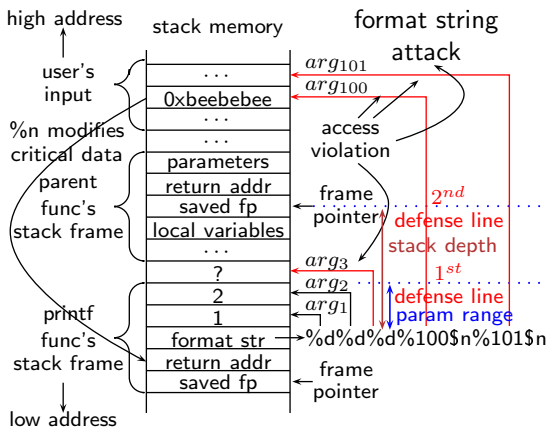 high address
stack memory
format string
attack
user's
input
...
arg101
0xbeebebee
arg100
...
%n modifies
critical data
...
access
violation
parent
func's
stack frame
parameters
return addr
saved fp
frame
pointer
2nd
defense line
local variables
stack depth
...
?
arg3
1st
2
arg2
defense line
1
arg1
param range
printf
func's
stack frame
format str
%d%d%d%100$n%101$n
return addr
saved fp
frame
pointer
low address